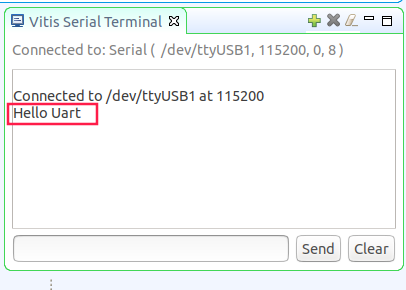 Vitis Serial Terminal
Connected to: Serial ( /dev/ttyUSB1, 115200, 0, 8 )
Connected to /dev/ttyUSB1 at 115200
Hello Uart
Send Clear